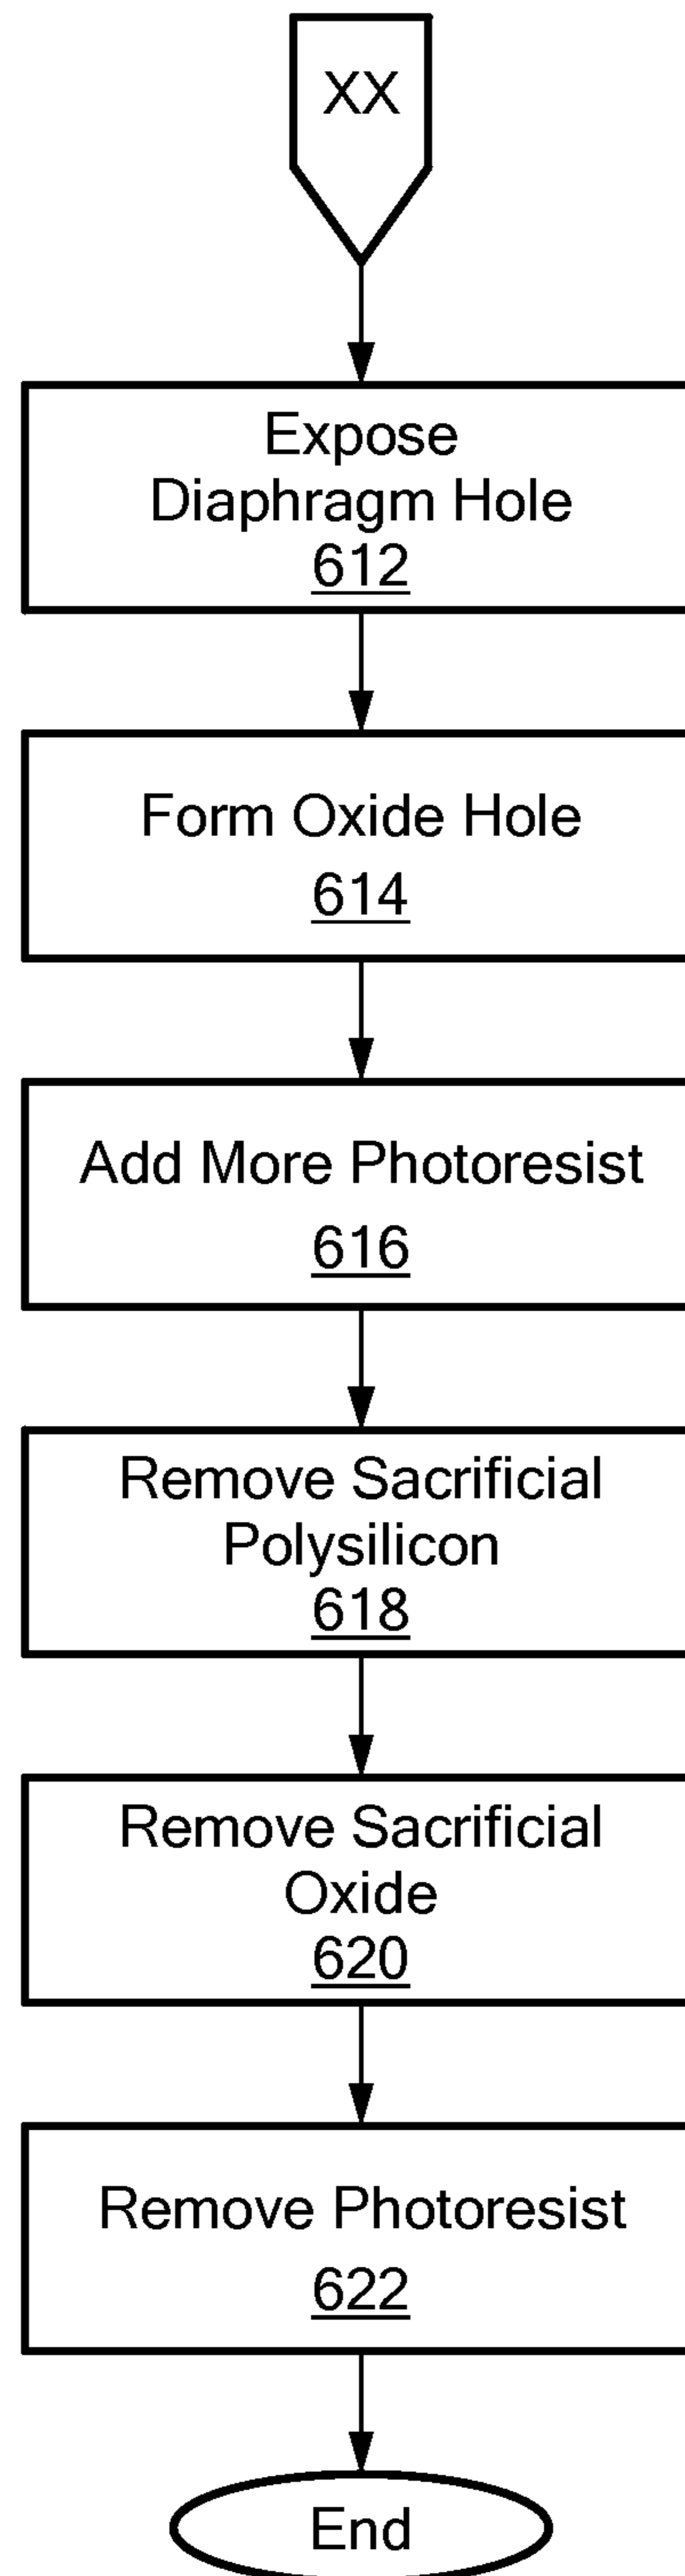 XX
Expose
Diaphragm Hole
612
Form Oxide Hole
614
Add More Photoresist
616
Remove Sacrificial
Polysilicon
618
Remove Sacrificial
Oxide
620
Remove Photoresist
622
End